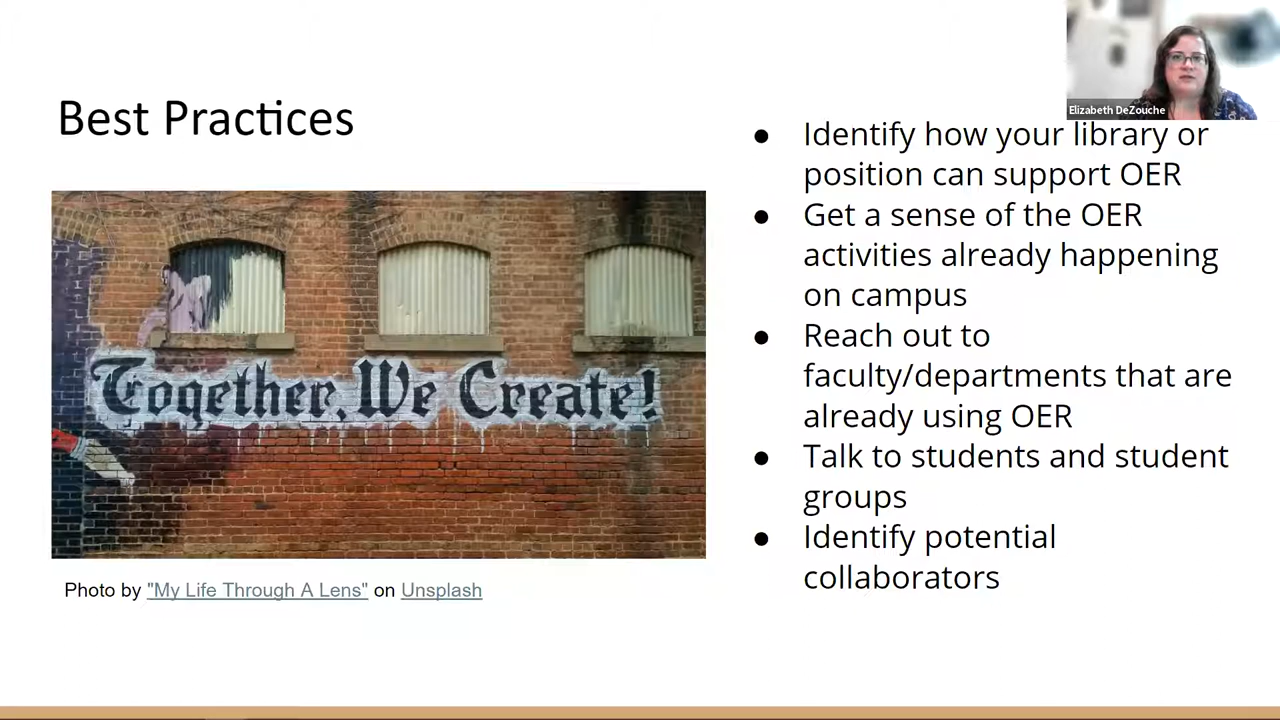 Elizabeth DeZouche
Best Practices
Together, We Create!
Photo by "My Life Through A Lens" on Unsplash
● Identify how your library or
position can support OER
● Get a sense of the OER
activities already happening
on campus
● Reach out to
faculty/departments that are
already using OER
● Talk to students and student
groups
● Identify potential
collaborators